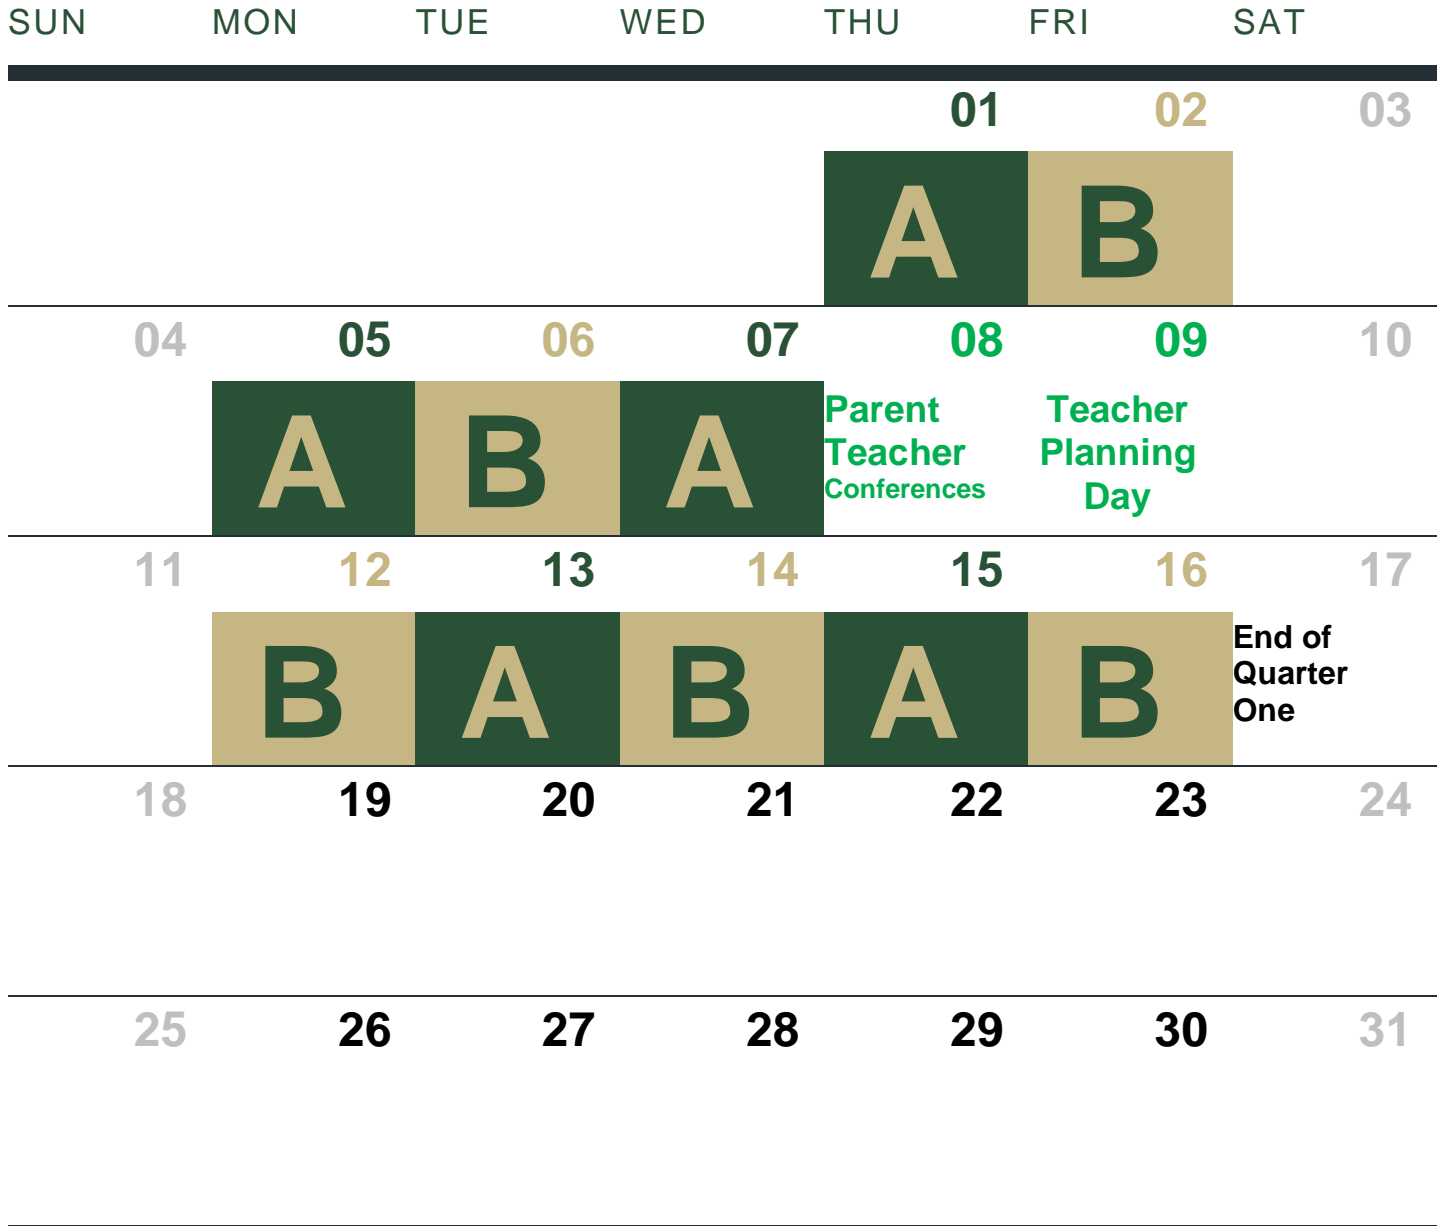 SUN MON TUE WED THU FRI SAT
01 02 03
A B
04 05 06 07 08 09 10
A B A
Parent
Teacher
Conferences
Teacher
Planning
Day
11 12 13 14 15 16 17
B A B A B
End of
Quarter
One
18 19 20 21 22 23 24
25 26 27 28 29 30 31